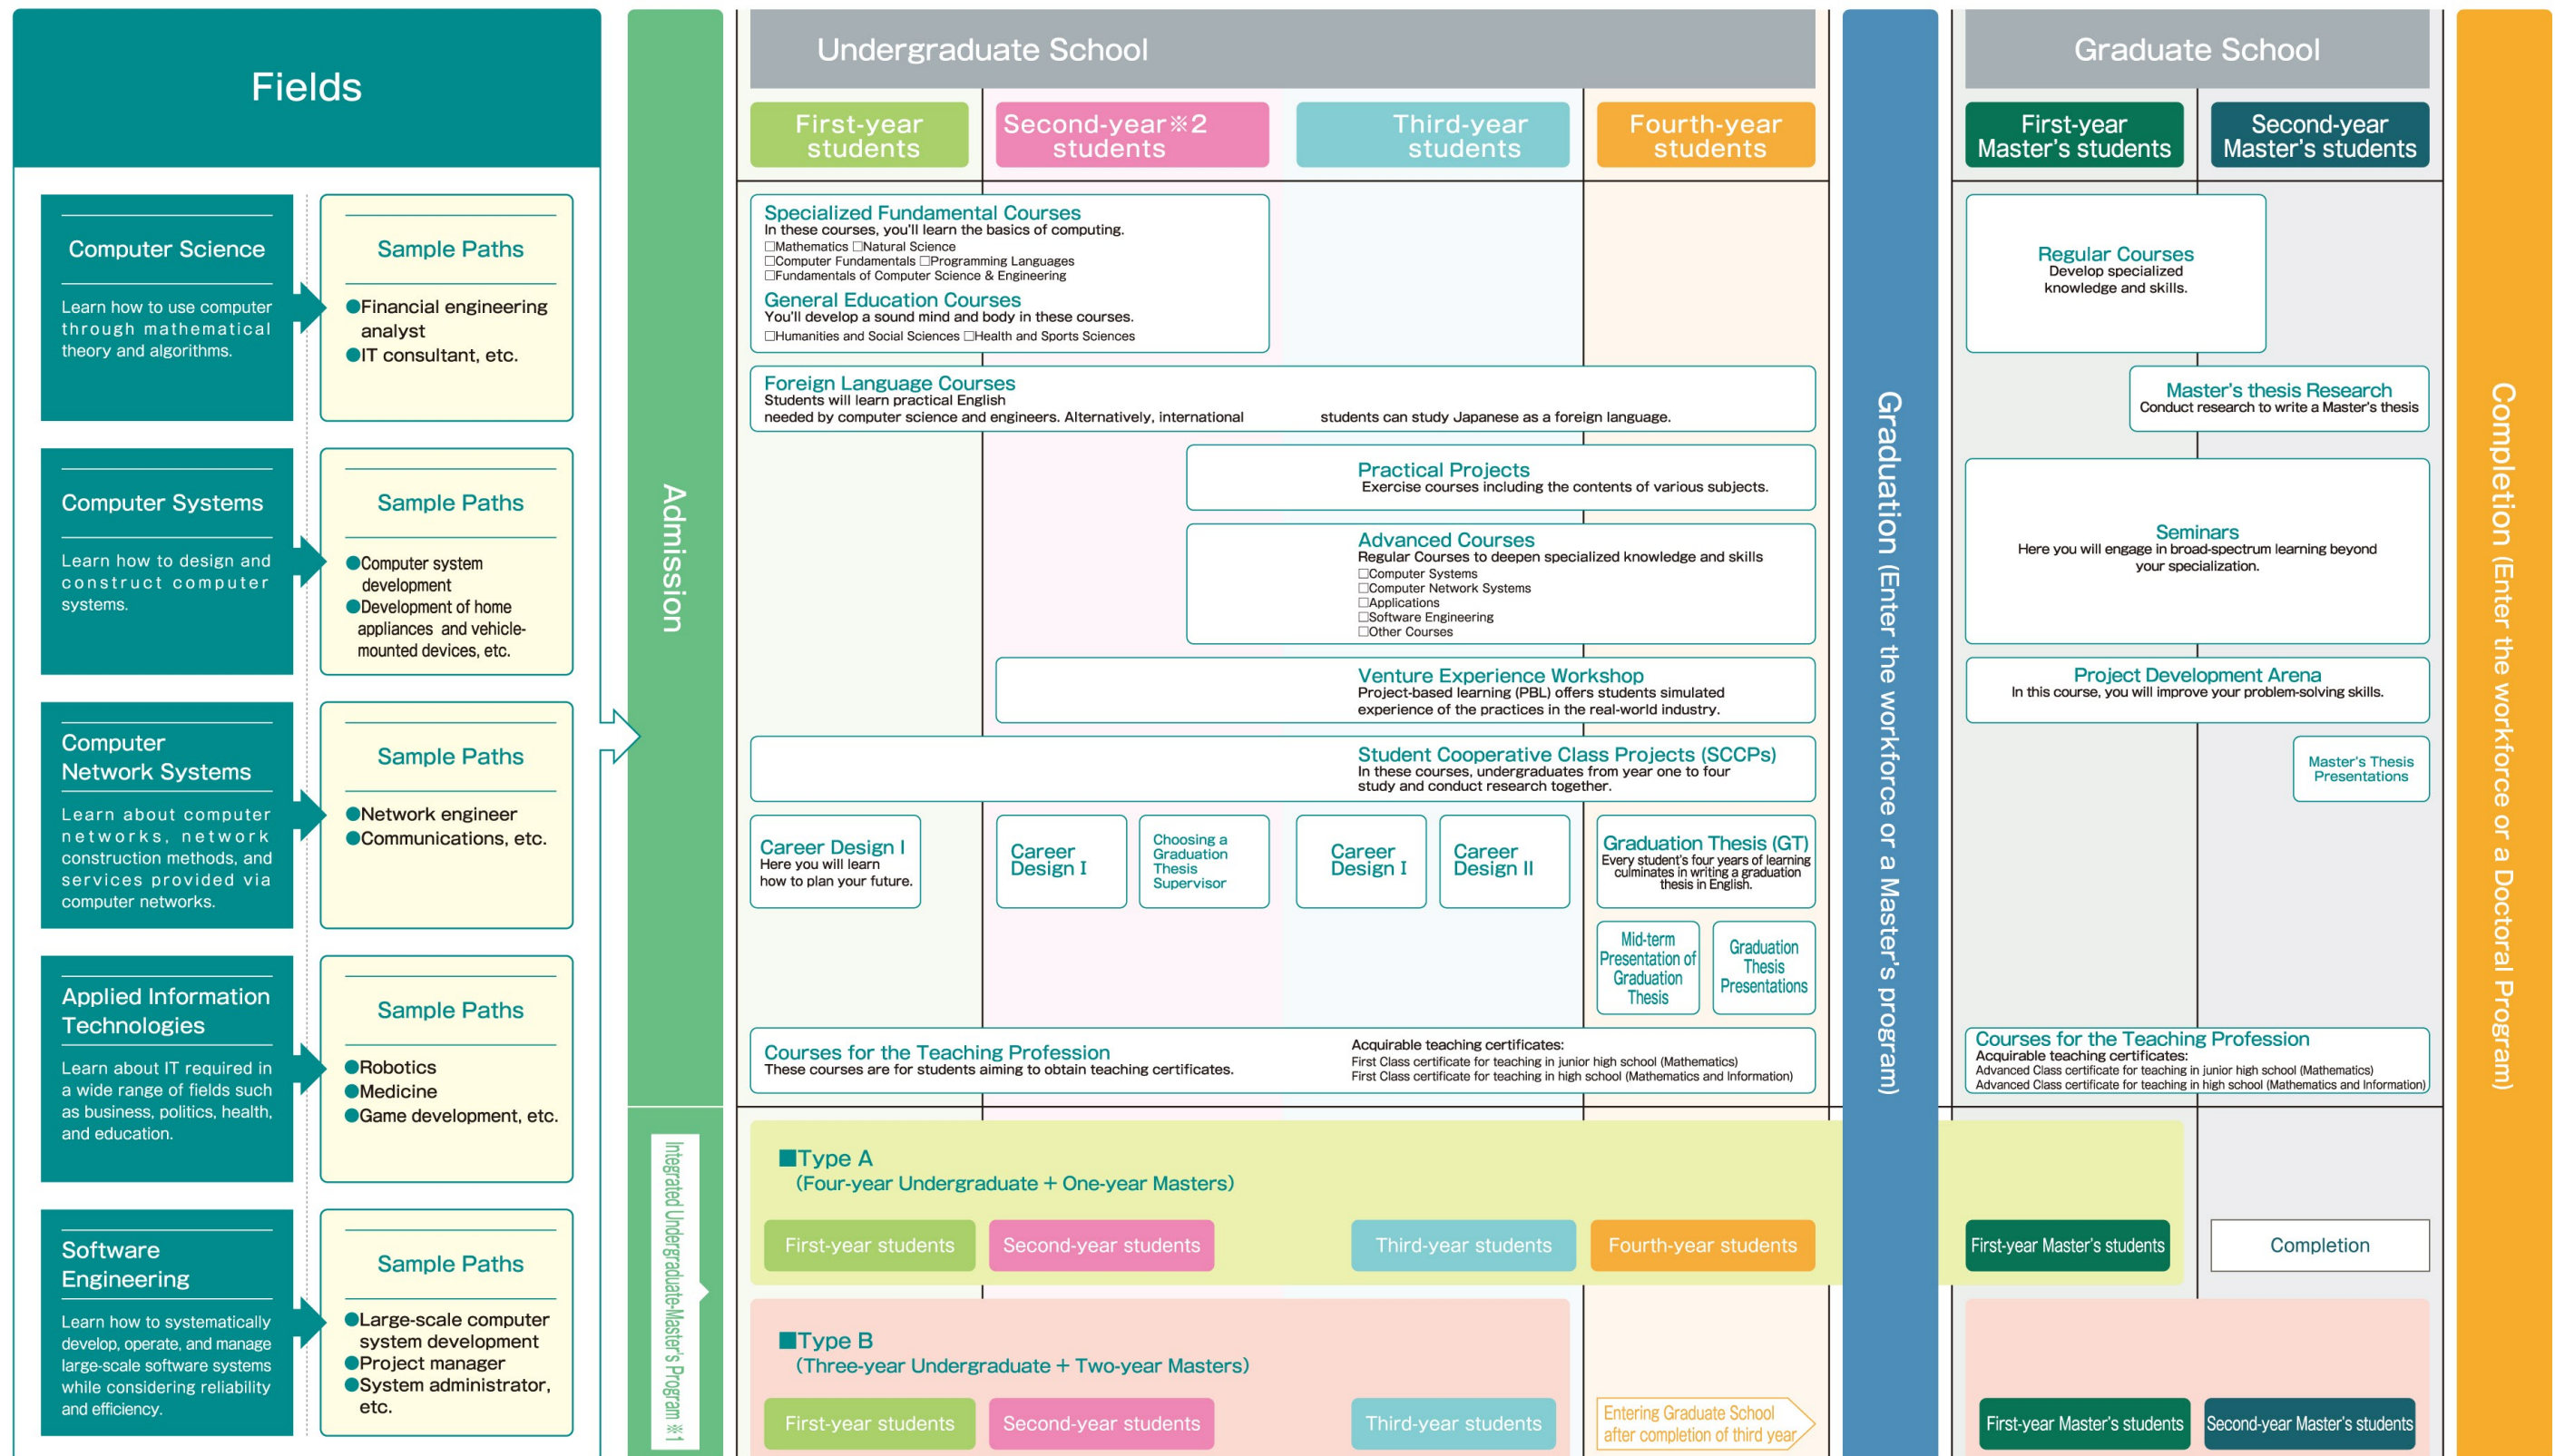 Fields
Computer Science
Learn how to use computer
through mathematical
theory and algorithms.
Sample Paths
●Financial engineering
analyst
●IT consultant, etc.
Computer Systems
Learn how to design and
construct computer
systems.
Sample Paths
●Computer system
development
●Development of home
appliances and vehicle-
mounted devices, etc.
Computer
Network Systems
Learn about computer
networks, network
construction methods, and
services provided via
computer networks.
Sample Paths
●Network engineer
●Communications, etc.
Applied Information
Technologies
Learn about IT required in
a wide range of fields such
as business, politics, health,
and education.
Sample Paths
●Robotics
●Medicine
●Game development, etc.
Software
Engineering
Learn how to systematically
develop, operate, and manage
large-scale software systems
while considering reliability
and efficiency.
Sample Paths
●Large-scale computer
system development
●Project manager
●System administrator,
etc.
Admission
Integrated Undergraduate-Master's Program ※1
Undergraduate School
First-year
students
Second-year※2
students
Third-year
students
Fourth-year
students
Specialized Fundamental Courses
In these courses, you'll learn the basics of computing.
□Mathematics □Natural Science
□Computer Fundamentals □Programming Languages
□Fundamentals of Computer Science & Engineering
General Education Courses
You'll develop a sound mind and body in these courses.
□Humanities and Social Sciences □Health and Sports Sciences
Foreign Language Courses
Students will learn practical English
needed by computer science and engineers. Alternatively, international students can study Japanese as a foreign language.
Practical Projects
Exercise courses including the contents of various subjects.
Advanced Courses
Regular Courses to deepen specialized knowledge and skills
□Computer Systems
□Computer Network Systems
□Applications
□Software Engineering
□Other Courses
Venture Experience Workshop
Project-based learning (PBL) offers students simulated
experience of the practices in the real-world industry.
Student Cooperative Class Projects (SCCPs)
In these courses, undergraduates from year one to four
study and conduct research together.
Career Design I
Here you will learn
how to plan your future.
Career
Design I
Choosing a
Graduation
Thesis
Supervisor
Career
Design I
Career
Design II
Graduation Thesis (GT)
Every student's four years of learning
culminates in writing a graduation
thesis in English.
Mid-term
Presentation of
Graduation
Thesis
Graduation
Thesis
Presentations
Courses for the Teaching Profession
These courses are for students aiming to obtain teaching certificates.
Acquirable teaching certificates:
First Class certificate for teaching in junior high school (Mathematics)
First Class certificate for teaching in high school (Mathematics and Information)
■Type A
(Four-year Undergraduate + One-year Masters)
First-year students
Second-year students
Third-year students
Fourth-year students
First-year Master's students
Completion
■Type B
(Three-year Undergraduate + Two-year Masters)
First-year students
Second-year students
Third-year students
Entering Graduate School
after completion of third year
First-year Master's students
Second-year Master's students
Graduation (Enter the workforce or a Master's program)
Graduate School
First-year
Master's students
Second-year
Master's students
Regular Courses
Develop specialized
knowledge and skills.
Master's thesis Research
Conduct research to write a Master's thesis
Seminars
Here you will engage in broad-spectrum learning beyond
your specialization.
Project Development Arena
In this course, you will improve your problem-solving skills.
Master's Thesis
Presentations
Courses for the Teaching Profession
Acquirable teaching certificates:
Advanced Class certificate for teaching in junior high school (Mathematics)
Advanced Class certificate for teaching in high school (Mathematics and Information)
Completion (Enter the workforce or a Doctoral Program)